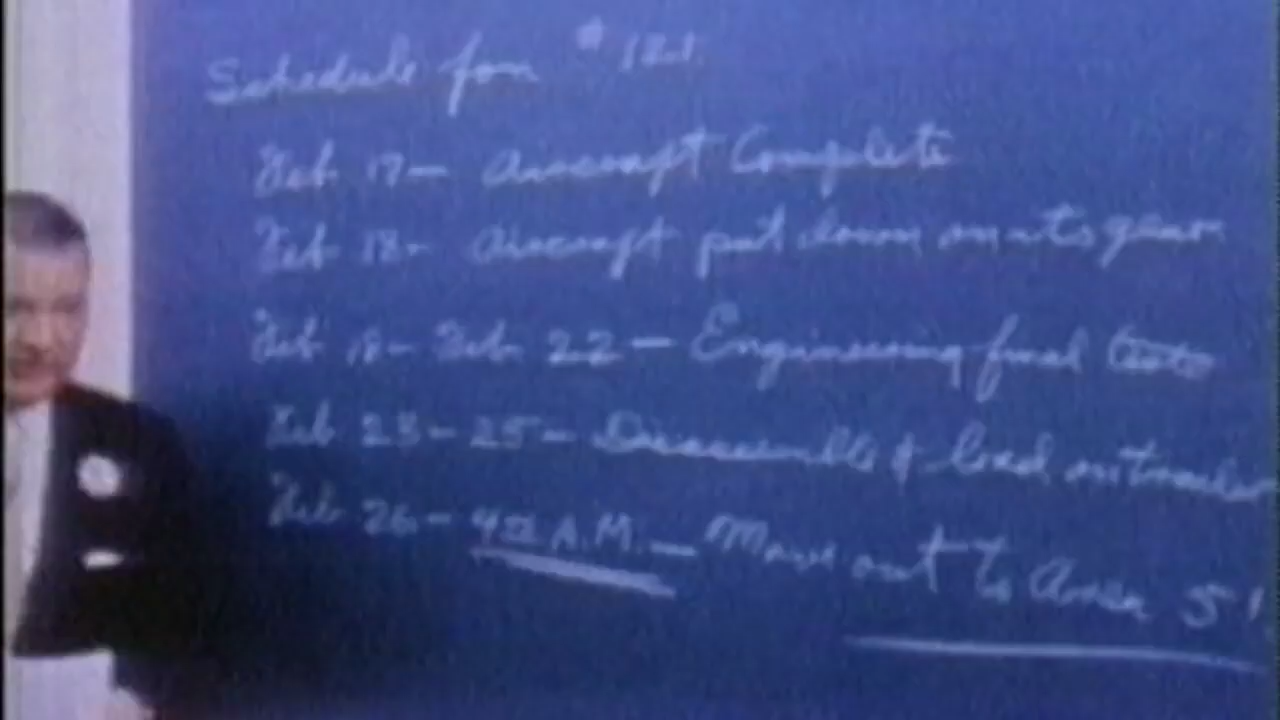 Schedule for #121
Feb 17- Aircraft Complete
Feb 18- Aircraft put down on its gear
Feb 19- Feb 22 - Engineering final tests
Feb 23-25- Disassemble & load on trailer
Feb 26- 4 00 A.M. - Move out to Area 51